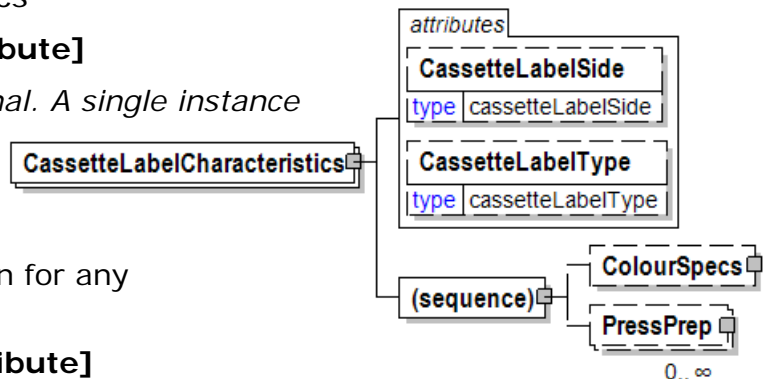 attributes
bute]
CassetteLabelSide
type cassetteLabelSide
nal. A single instance
CassetteLabelCharacteristics
CassetteLabelType
type cassetteLabelType
n for any
ColourSpecs
(sequence)
PressPrep
ibute]
0..∞